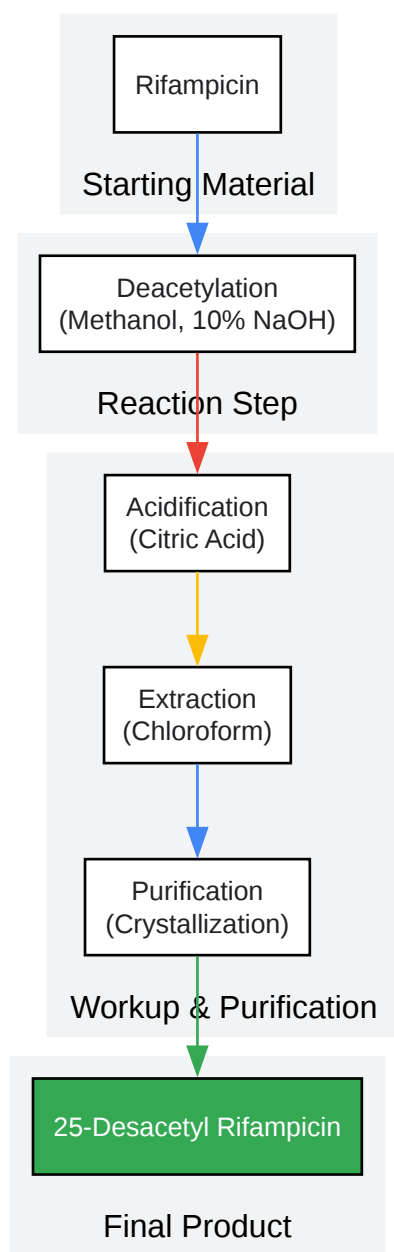 Rifampicin
Starting Material
Deacetylation
(Methanol, 10% NaOH)
Reaction Step
Acidification
(Citric Acid)
Extraction
(Chloroform)
Purification
(Crystallization)
Workup & Purification
25-Desacetyl Rifampicin
Final Product